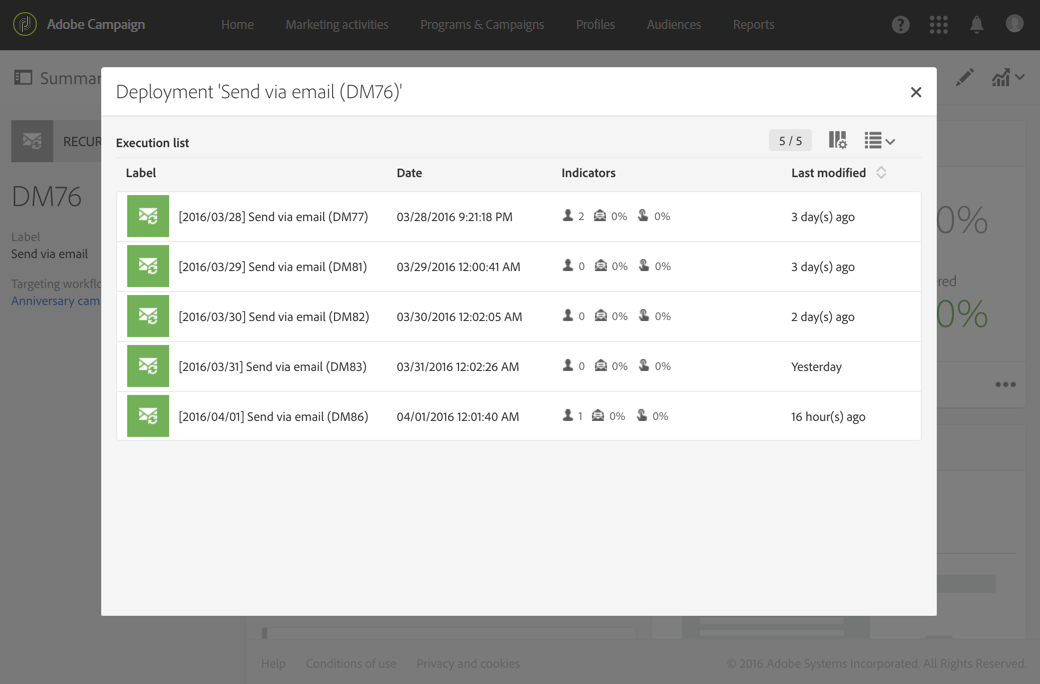 Adobe Campaign
Home
Marketing activities
Programs & Campaigns
Profiles
Audiences
Reports
Summar
Deployment 'Send via email (DM76)'
Execution list
5 / 5
Label
Date
Indicators
Last modified
[2016/03/28] Send via email (DM77)
03/28/2016 9:21:18 PM
2
0%
0%
3 day(s) ago
[2016/03/29] Send via email (DM81)
03/29/2016 12:00:41 AM
0
0%
0%
3 day(s) ago
[2016/03/30] Send via email (DM82)
03/30/2016 12:02:05 AM
0
0%
0%
2 day(s) ago
[2016/03/31] Send via email (DM83)
03/31/2016 12:02:26 AM
0
0%
0%
Yesterday
[2016/04/01] Send via email (DM86)
04/01/2016 12:01:40 AM
1
0%
0%
16 hour(s) ago
RECUR
DM76
Label
Send via email
Targeting workflo
Anniversary cam
0%
red
0%
Help
Conditions of use
Privacy and cookies
© 2016 Adobe Systems Incorporated. All Rights Reserved.